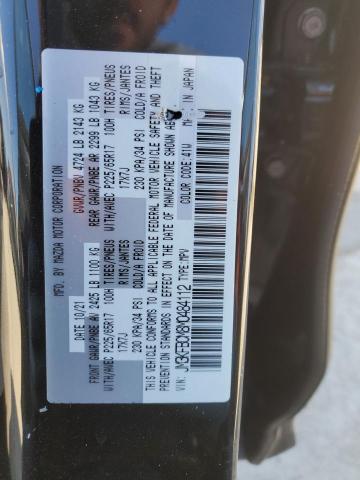 MFD. BY MAZDA MOTOR CORPORATION
10/21 GVWR/PNBV 4724 LB 2143 KG
FRONT GAWR/PNBE AV 2425 LB 1100 KG REAR GAWR/PNBE AR 2299 LB 1043 KG
WITH/AVEC P225/65R17 100H TIRES/PNEUS WITH/AVEC P225/65R17 100H TIRES/PNEUS
17X7J RIMS/JANTES 17X7J RIMS/JANTES
230 KPA/34 PSI COLD/A FROID 230 KPA/34 PSI COLD/A FROID
THIS VEHICLE CONFORMS TO ALL APPLICABLE FEDERAL MOTOR VEHICLE SAFETY AND THEFT
PREVENTION STANDARDS IN EFFECT ON THE DATE OF MANUFACTURE SHOWN ABOVE
VIN: JM3KFBCM8N0484112 TYPE:MPV COLOR CODE:41W IN JAPAN